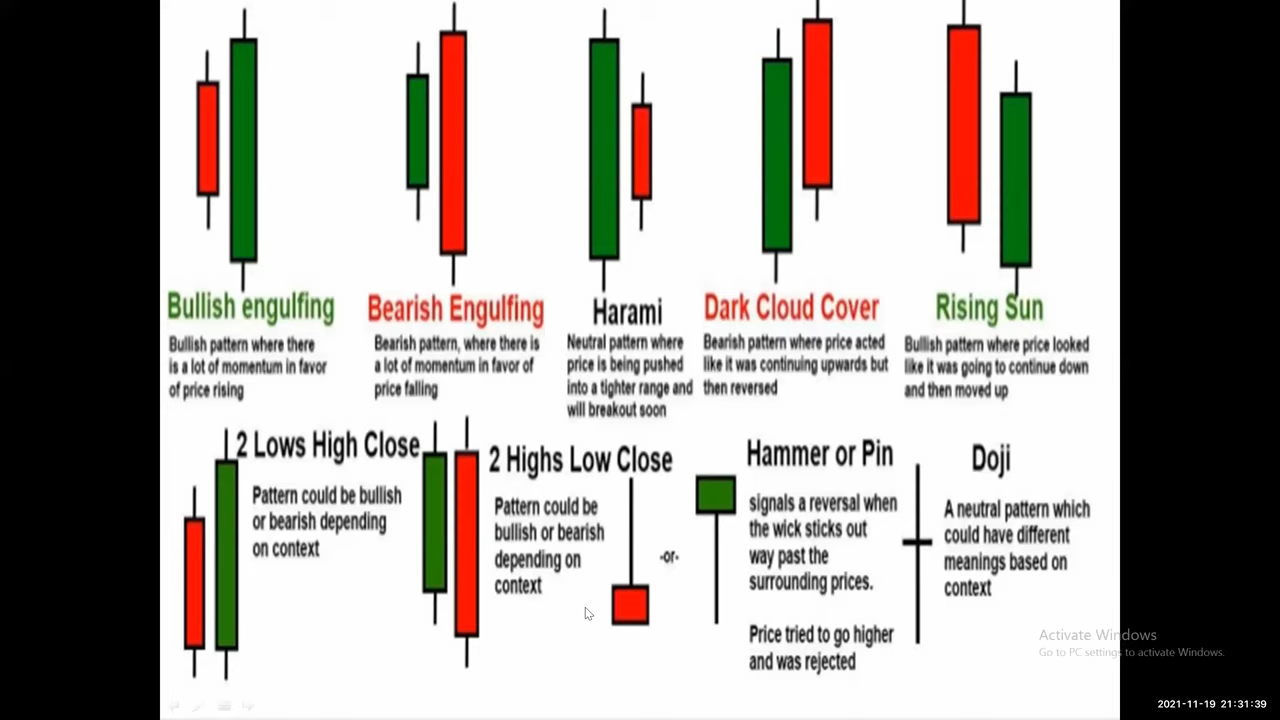 Bullish engulfing
Bullish pattern where there
is a lot of momentum in favor
of price rising
Bearish Engulfing
Bearish pattern, where there is
a lot of momentum in favor of
price falling
Harami
Neutral pattern where
price is being pushed
into a tighter range and
will breakout soon
Dark Cloud Cover
Bearish pattern where price acted
like it was continuing upwards but
then reversed
Rising Sun
Bullish pattern where price looked
like it was going to continue down
and then moved up
2 Lows High Close
Pattern could be bullish
or bearish depending
on context
2 Highs Low Close
Pattern could be
bullish or bearish
depending on
context
-or-
Hammer or Pin
signals a reversal when
the wick sticks out
way past the
surrounding prices.
Price tried to go higher
and was rejected
Doji
A neutral pattern which
could have different
meanings based on
context
Activate Windows
Go to PC settings to activate Windows.
2021-11-19 21:31:39